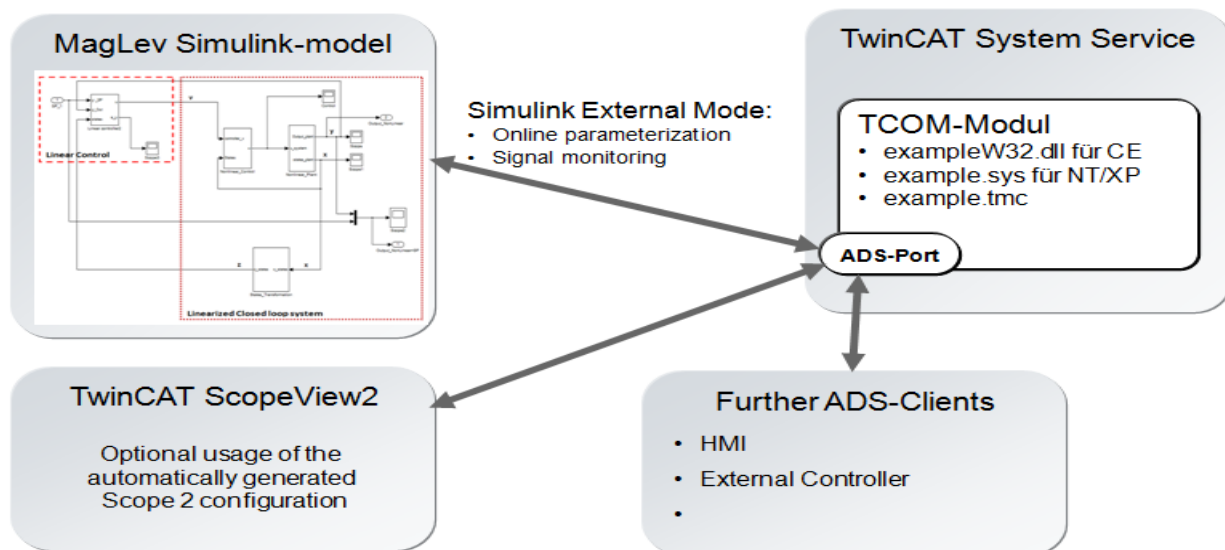 MagLev Simulink-model
Linear Control
Linearized Closed loop system
Simulink External Mode:
• Online parameterization
• Signal monitoring
TwinCAT System Service
TCOM-Modul
• exampleW32.dll für CE
• example.sys für NT/XP
• example.tmc
ADS-Port
TwinCAT ScopeView2
Optional usage of the
automatically generated
Scope 2 configuration
Further ADS-Clients
• HMI
• External Controller
•